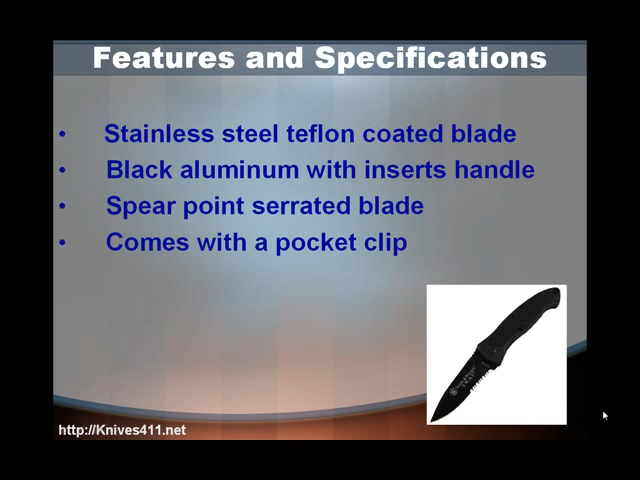 Features and Specifications
• Stainless steel teflon coated blade
• Black aluminum with inserts handle
• Spear point serrated blade
• Comes with a pocket clip
http://Knives411.net